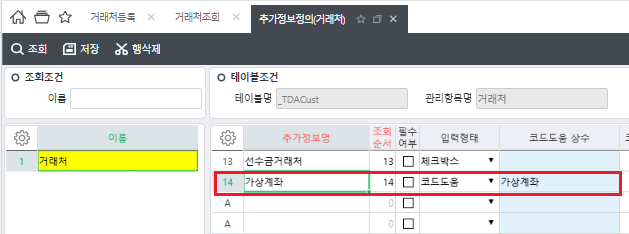 거래처등록 거래처조회 추가정보정의(거래처)
조회 저장 행삭제
조회조건 테이블조건
이름 테이블명 _TDACust 관리항목명 거래처
이름 추가정보명 조회순서 필수여부 입력형태 코드도움 상수
1 거래처 13 선수금거래처 13 체크박스
14 가상계좌 14 코드도움 가상계좌
A 0
A 0